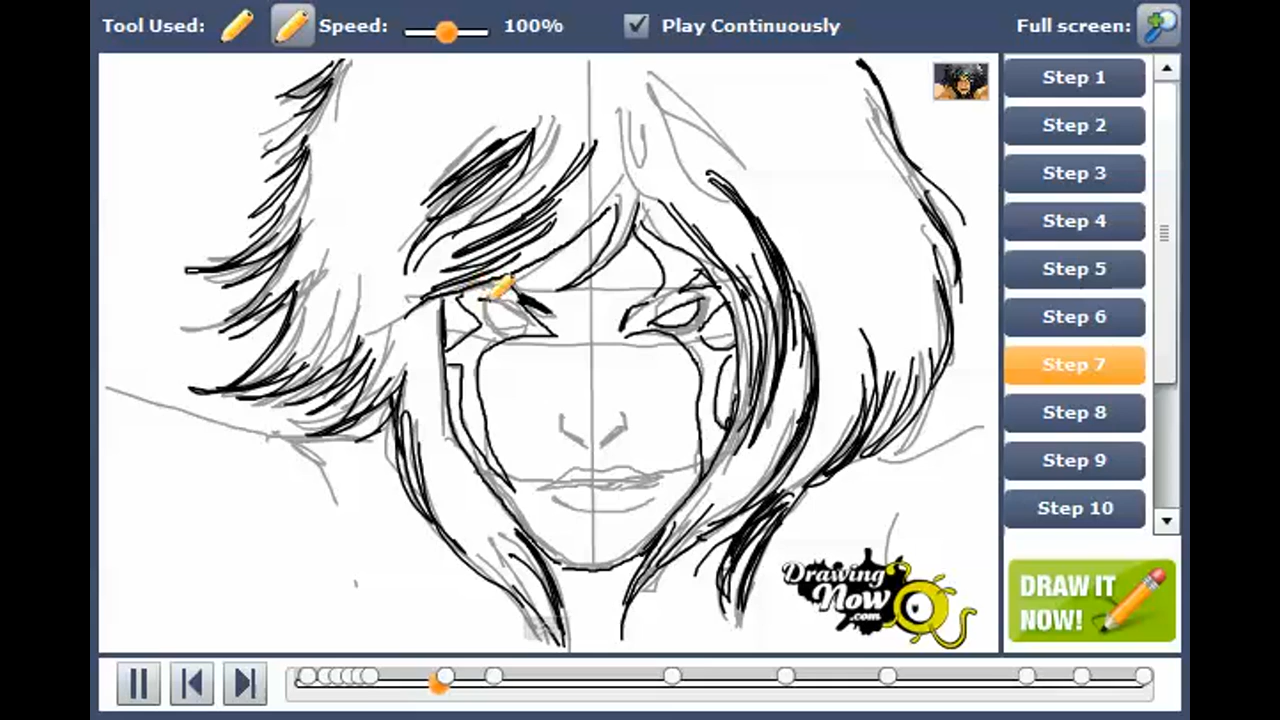 Tool Used: Speed: 100% Play Continuously Full screen:
Step 1
Step 2
Step 3
Step 4
Step 5
Step 6
Step 7
Step 8
Step 9
Step 10
Drawing
Now
.com
DRAW IT
NOW!